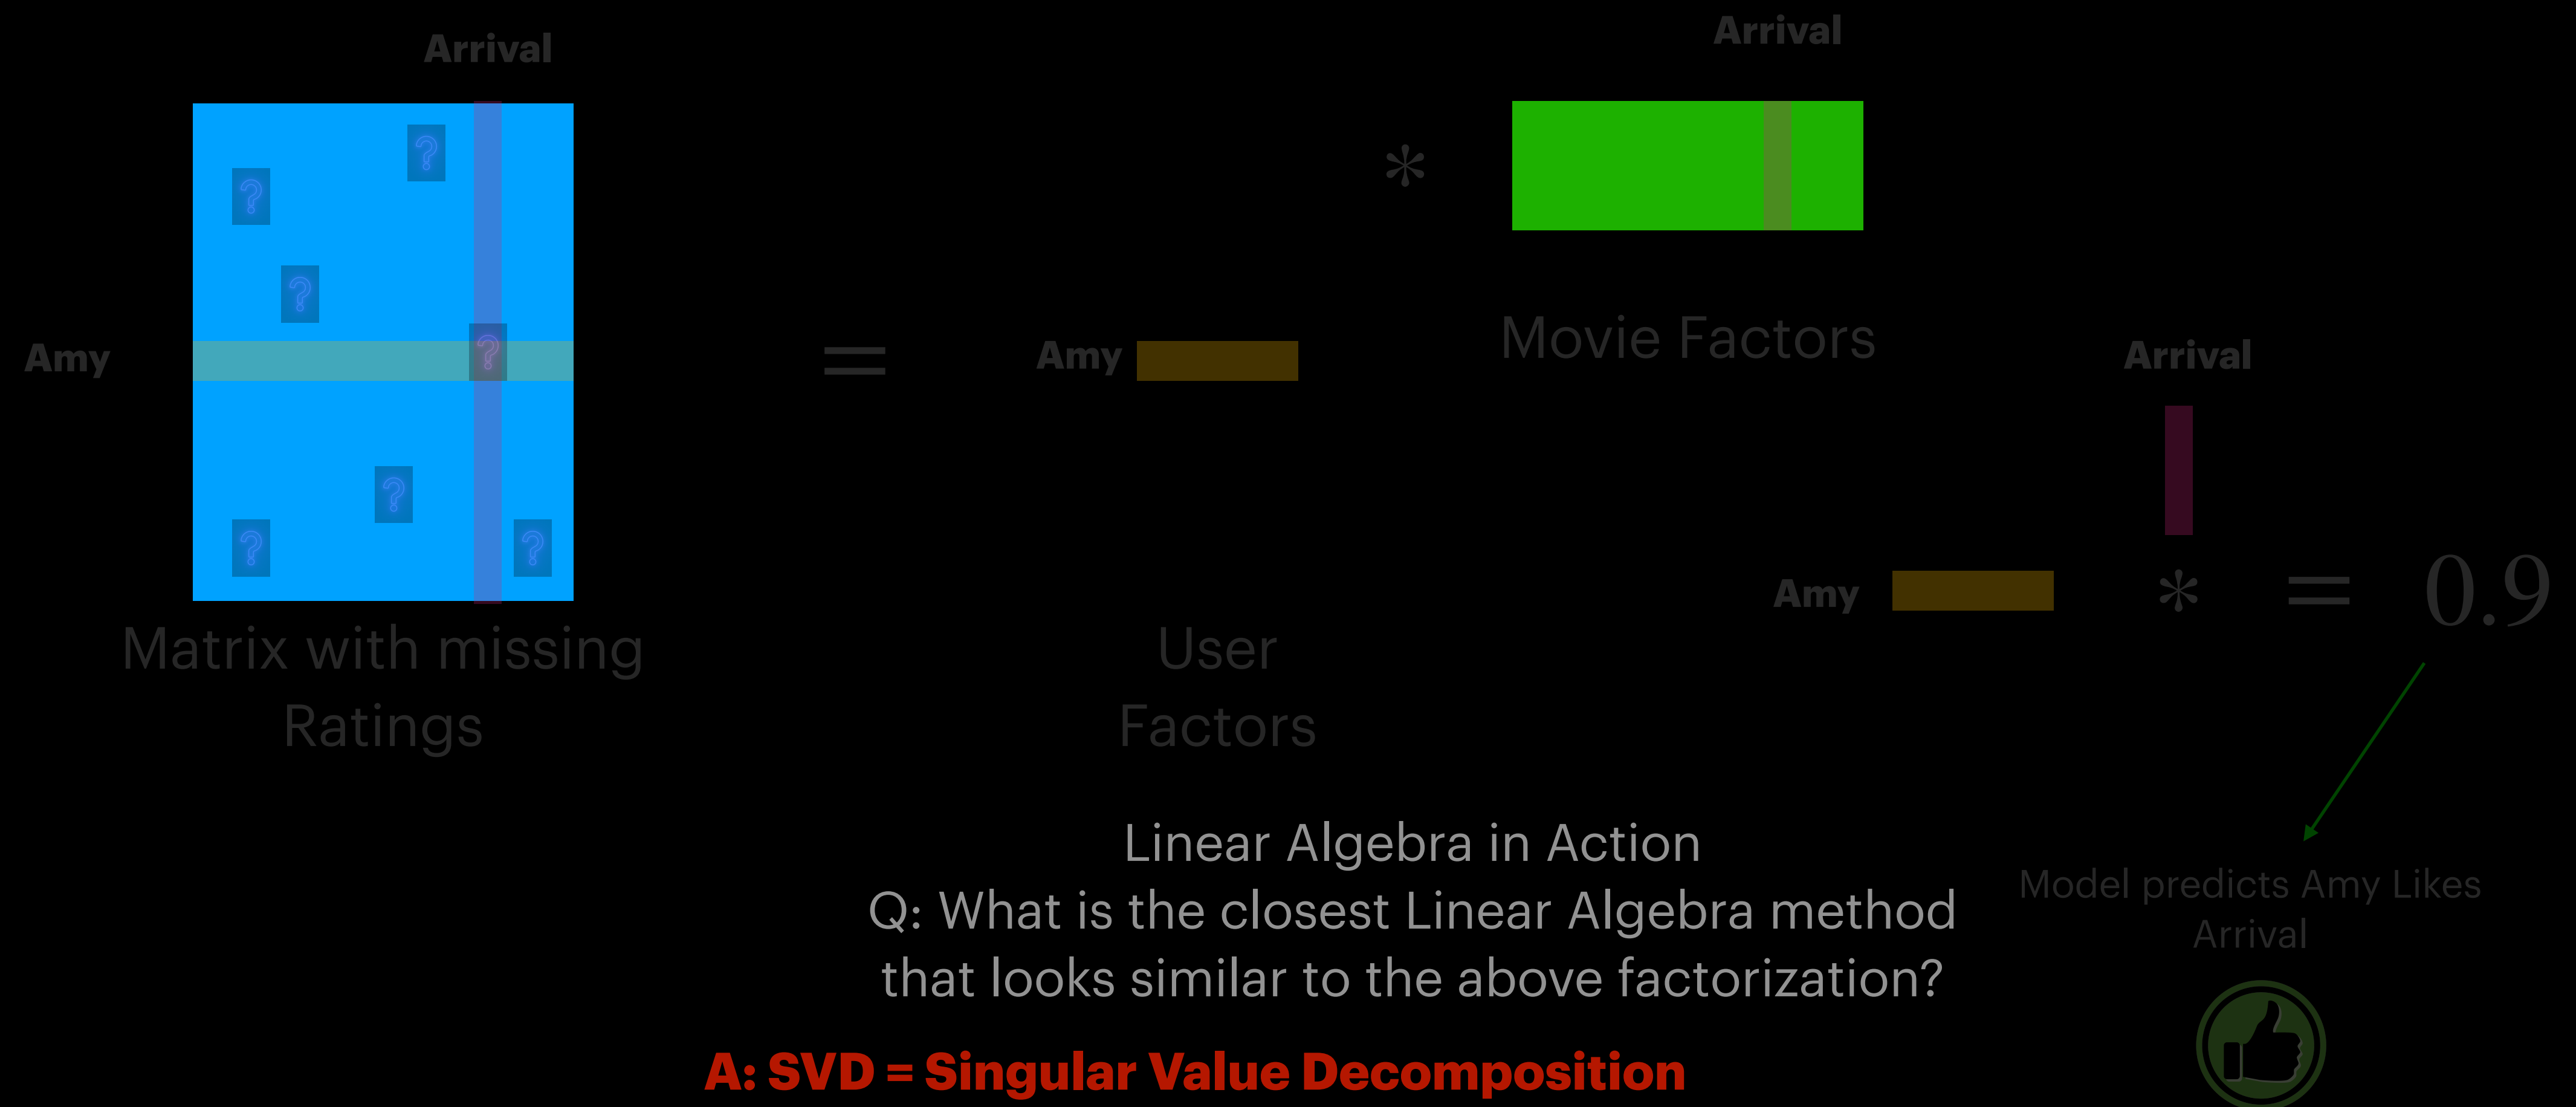 Arrival
Arrival
?
?
*
?
?
Amy
=
Amy
Movie Factors
Arrival
?
?
?
Amy
*
=
0.9
Matrix with missing
Ratings
User
Factors
Linear Algebra in Action
Q: What is the closest Linear Algebra method
that looks similar to the above factorization?
A: SVD = Singular Value Decomposition
Model predicts Amy Likes
Arrival